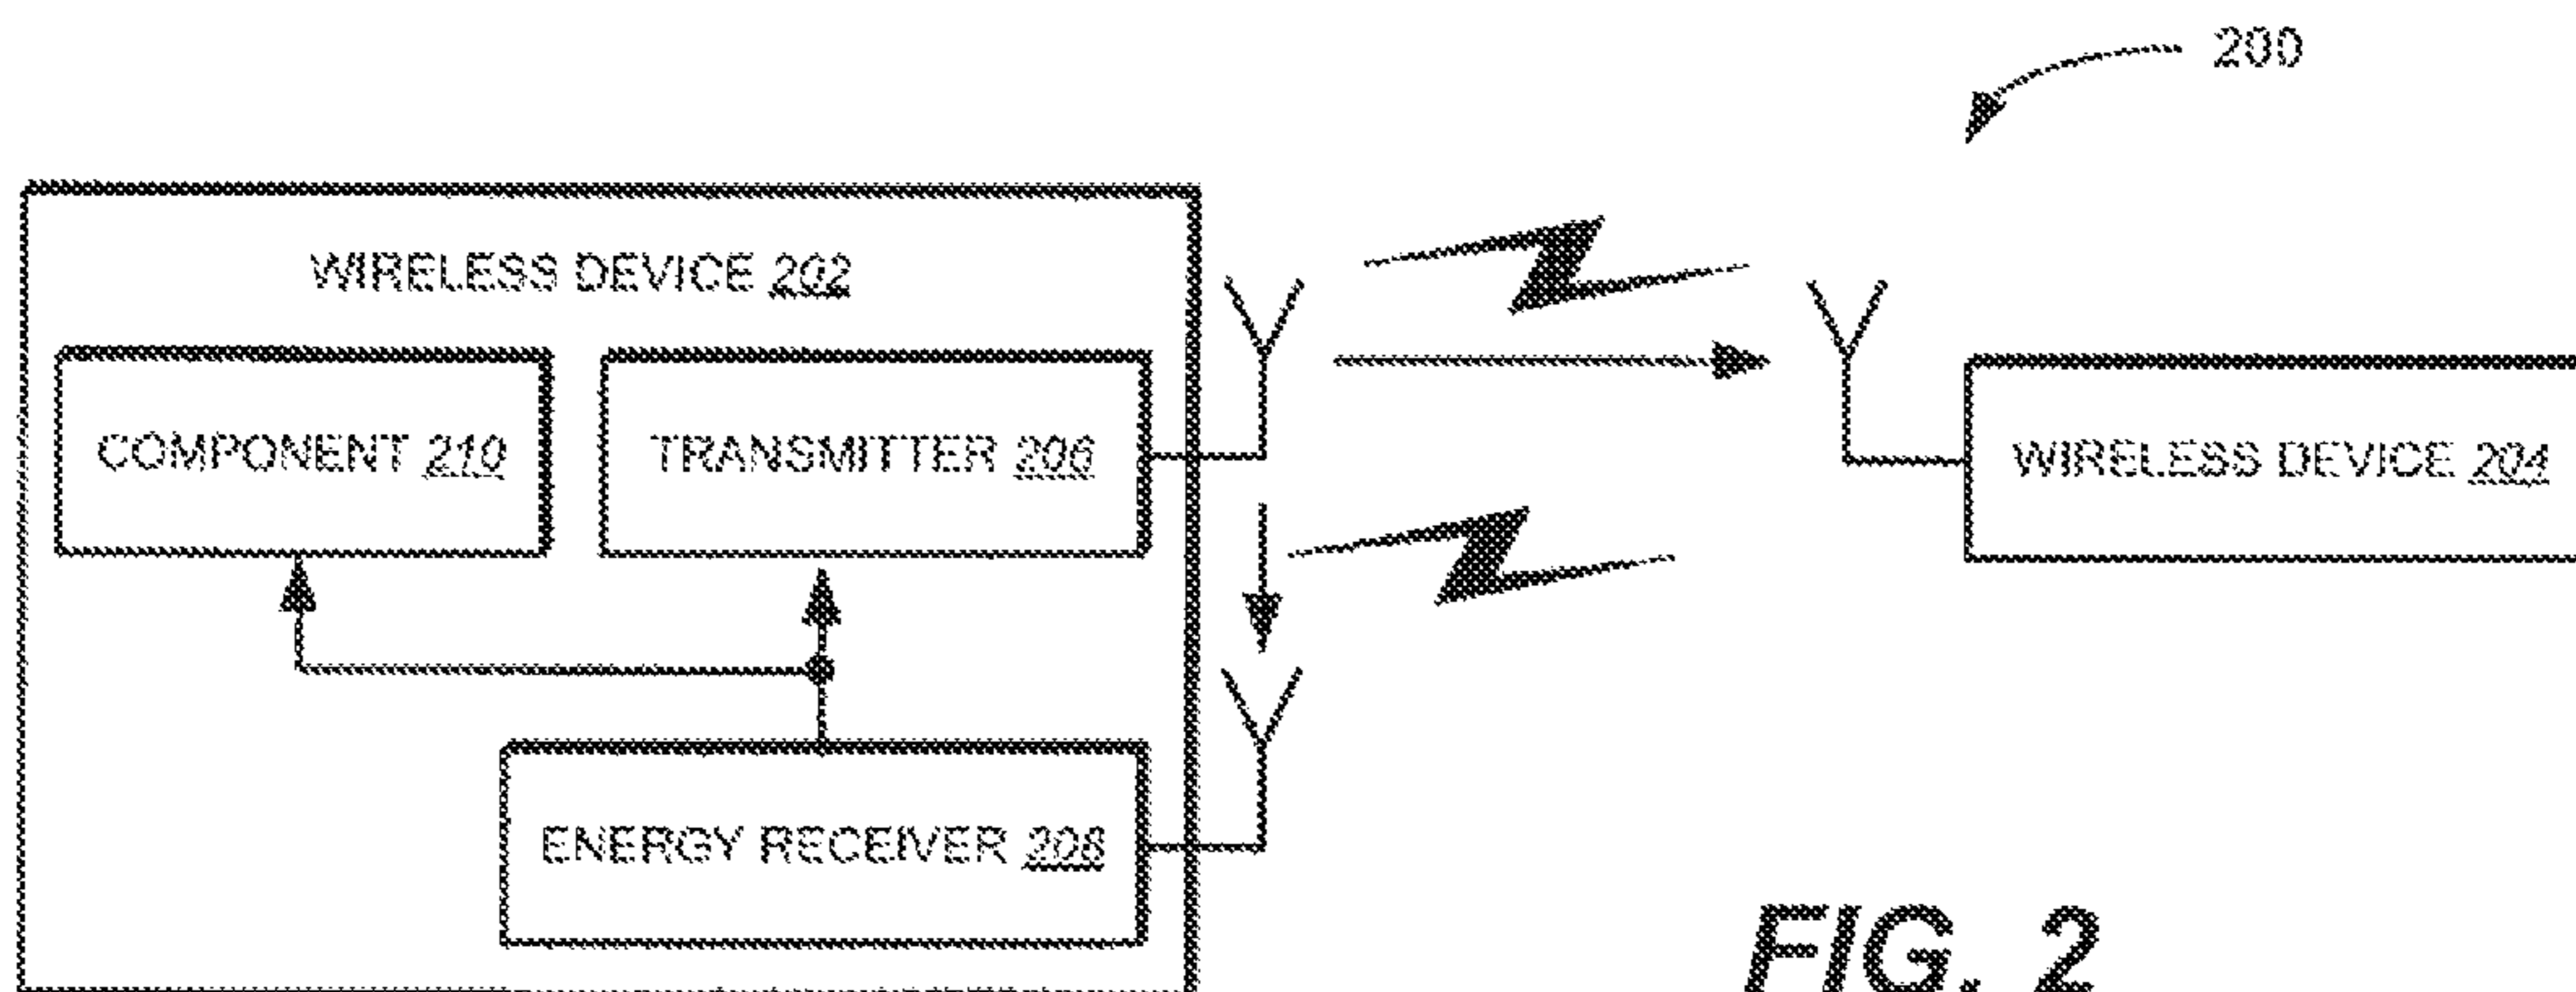 200
WIRELESS DEVICE 202
COMPONENT 210
TRANSMITTER 206
WIRELESS DEVICE 204
ENERGY RECEIVER 208
FIG. 2